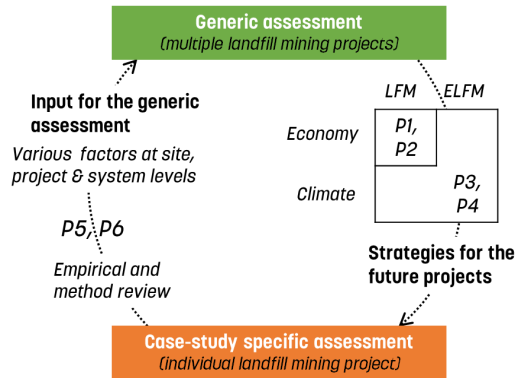 Generic assessment
(multiple landfill mining projects)
LFM ELFM
Input for the generic
assessment
Economy
P1,
P2
Various factors at site,
project & system levels
Climate
P3,
P4
P5, P6
Strategies for the
future projects
Empirical and
method review
Case-study specific assessment
(individual landfill mining project)